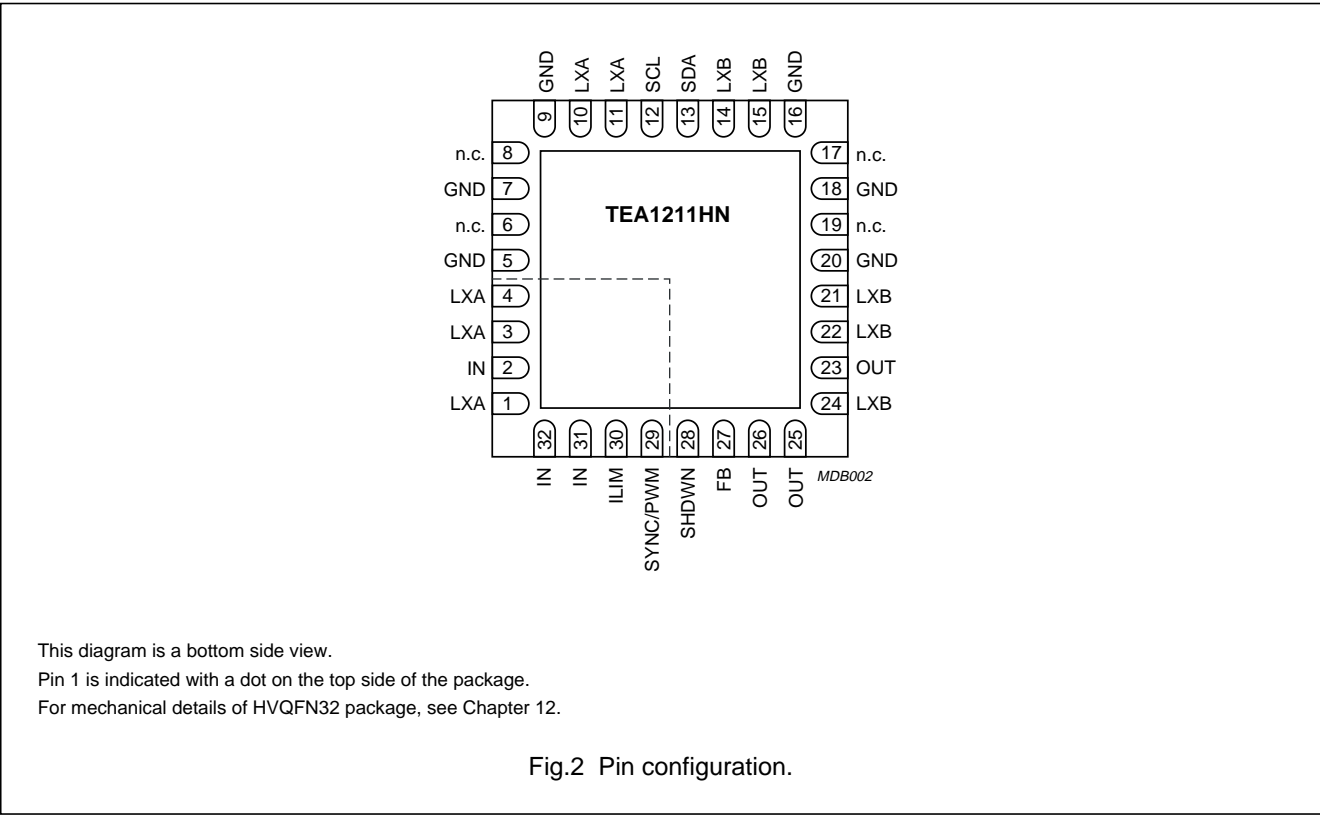 GND LXA LXA SCL SDA LXB LXB GND
9 10 11 12 13 14 15 16
n.c. 8 17 n.c.
GND 7 18 GND
TEA1211HN
n.c. 6 19 n.c.
GND 5 20 GND
LXA 4 21 LXB
LXA 3 22 LXB
IN 2 23 OUT
LXA 1 24 LXB
32 31 30 29 28 27 26 25
IN IN ILIM SYNC/PWM SHDWN FB OUT OUT MDB002
This diagram is a bottom side view.
Pin 1 is indicated with a dot on the top side of the package.
For mechanical details of HVQFN32 package, see Chapter 12.
Fig.2 Pin configuration.